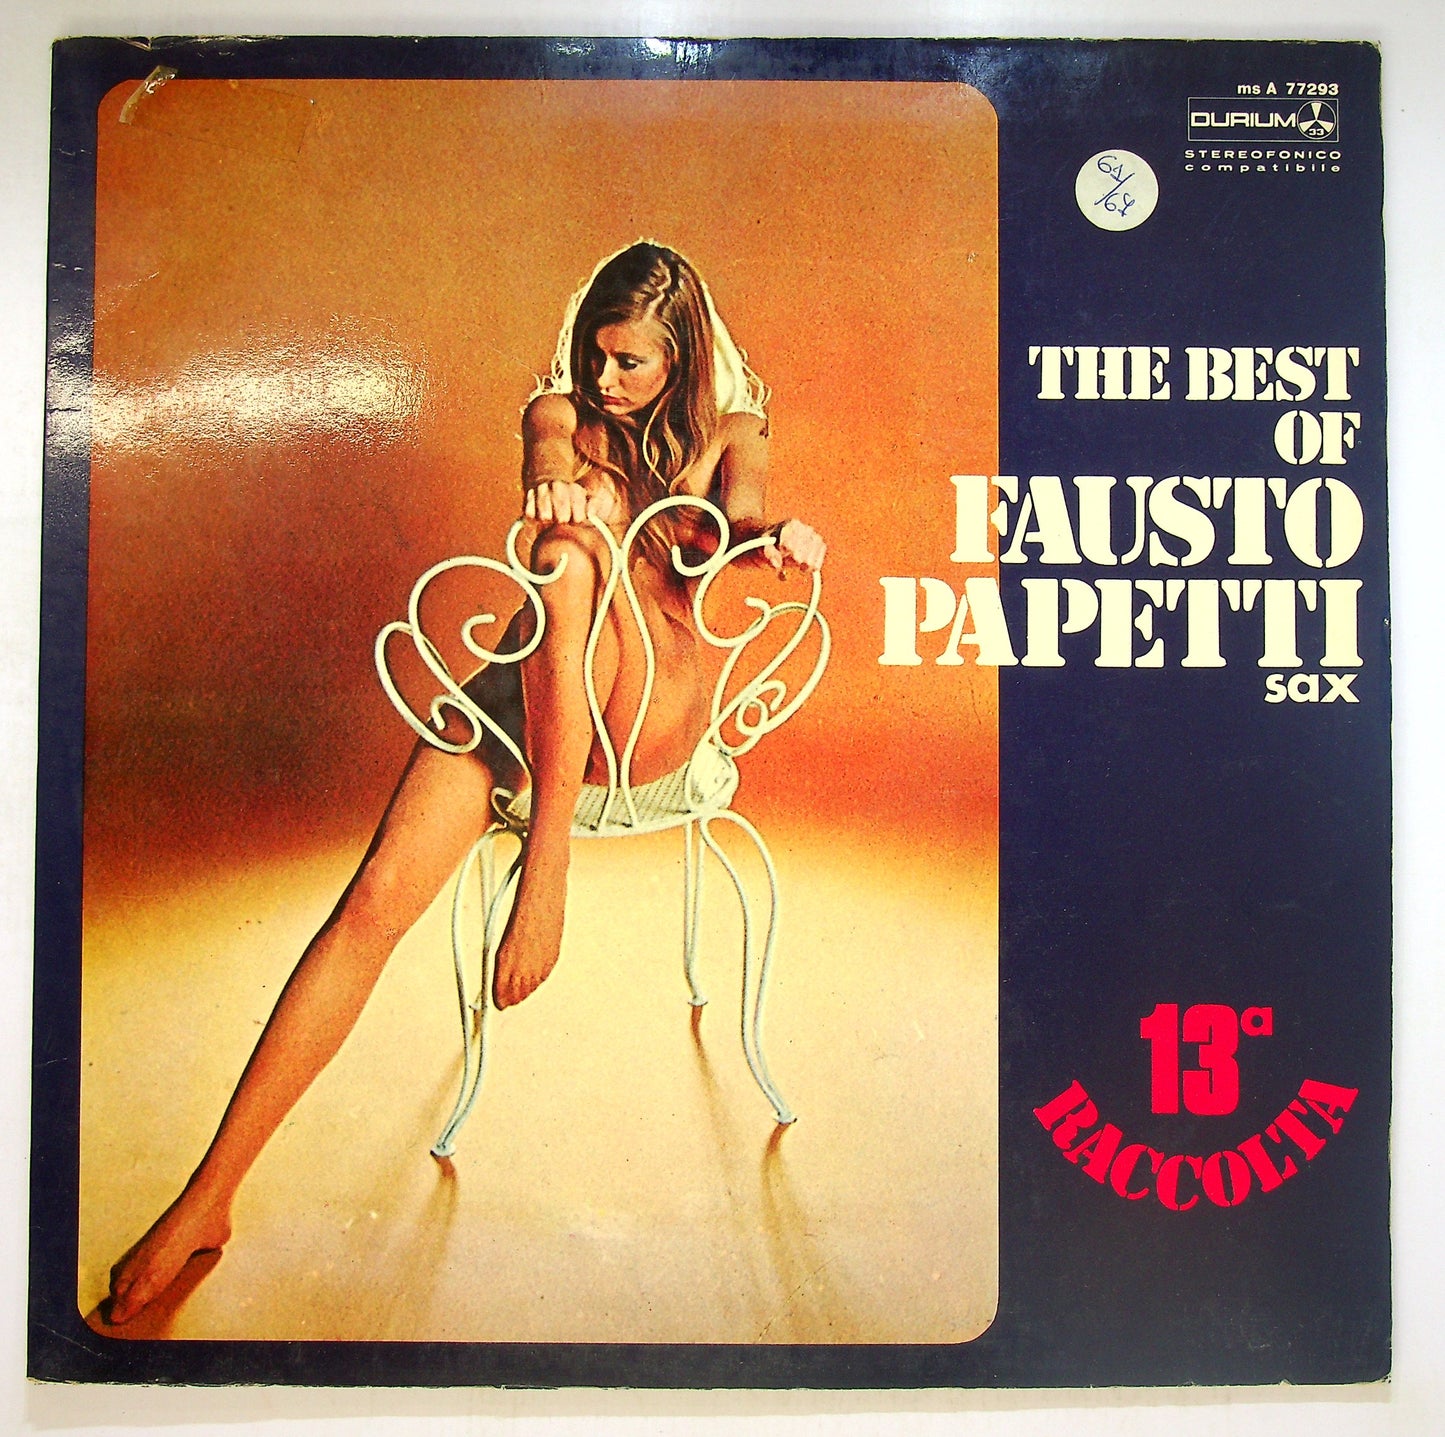 ms A 77293
DURIUM
33
STEREOFONICO
compatibile
THE BEST
OF
FAUSTO
PAPETTI
sax
13a
RACCOLTA